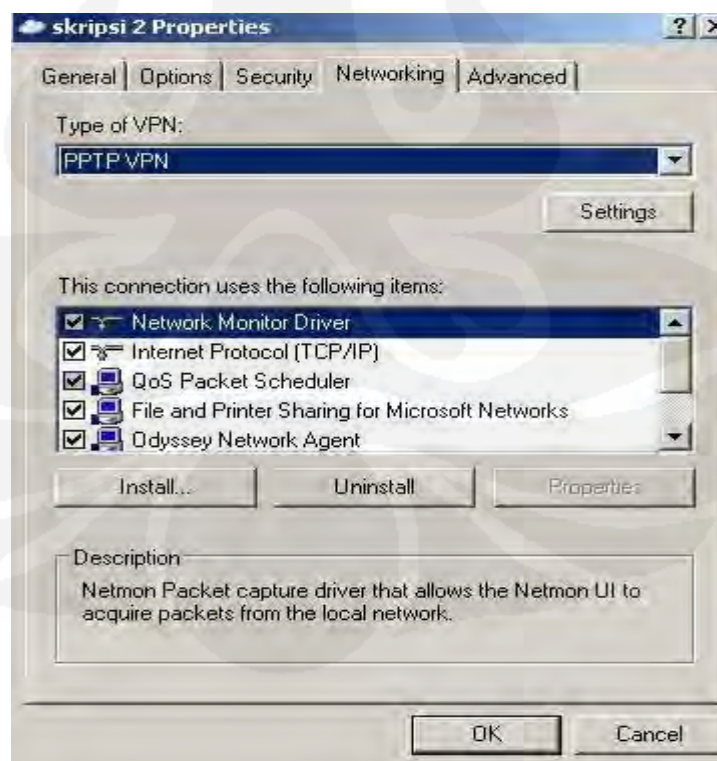 skripsi 2 Properties
General Options Security Networking Advanced
Type of VPN:
PPTP VPN
Settings
This connection uses the following items:
Network Monitor Driver
Internet Protocol (TCP/IP)
QoS Packet Scheduler
File and Printer Sharing for Microsoft Networks
Odyssey Network Agent
Install... Uninstall Properties
Description
Netmon Packet capture driver that allows the Netmon UI to
acquire packets from the local network.
OK Cancel